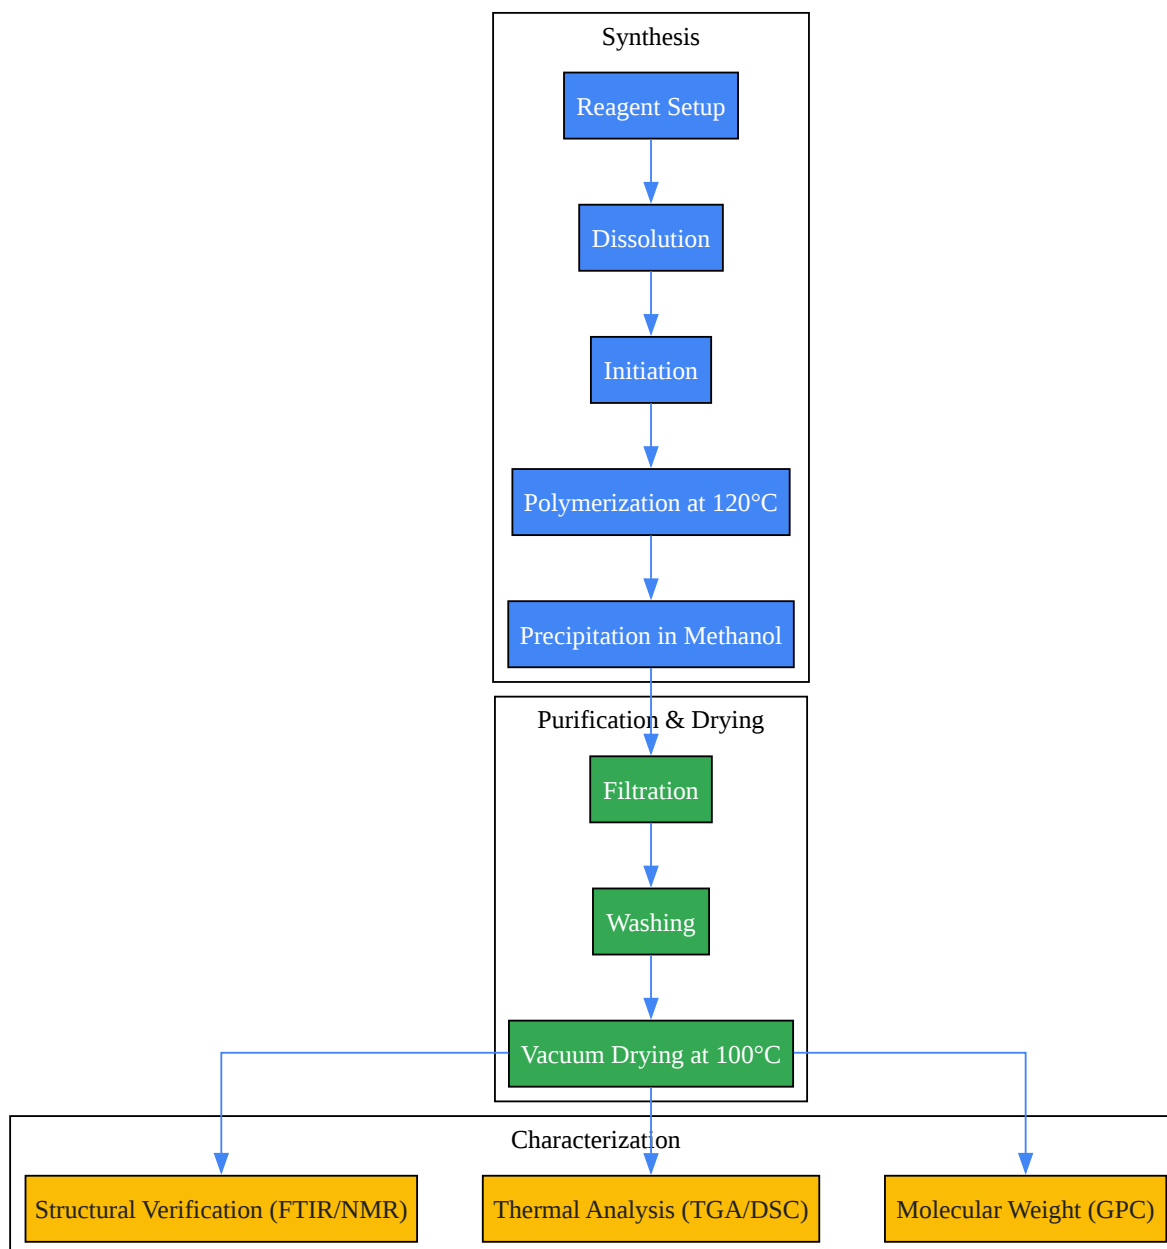 Synthesis
Reagent Setup
Dissolution
Initiation
Polymerization at 120°C
Precipitation in Methanol
Purification & Drying
Filtration
Washing
Vacuum Drying at 100°C
Characterization
Structural Verification (FTIR/NMR)
Thermal Analysis (TGA/DSC)
Molecular Weight (GPC)